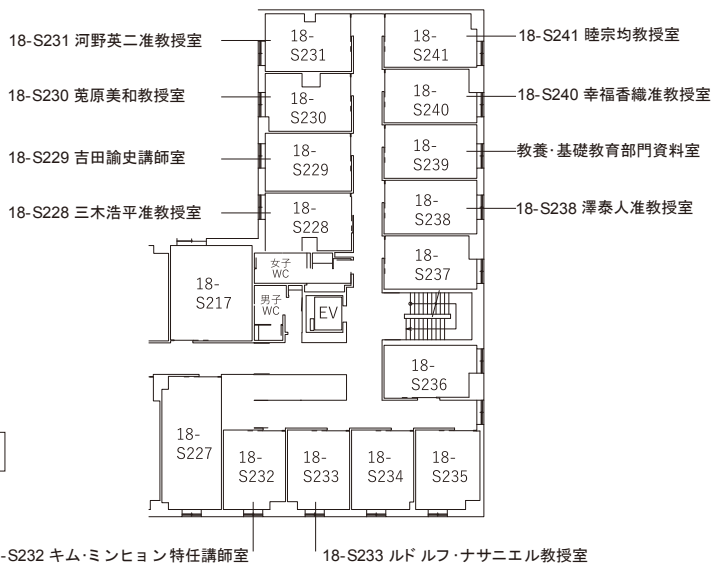 18-S231 河野英二准教授室
18-
S231
18-
S241
18-S241 睦宗均教授室
18-S230 菟原美和教授室
18-
S230
18-
S240
18-S240 幸福香織准教授室
18-S229 吉田諭史講師室
18-
S229
18-
S239
教養・基礎教育部門資料室
18-S228 三木浩平准教授室
18-
S228
18-
S238
18-S238 澤泰人准教授室
女子
WC
18-
S237
18-
S217
男子
WC
EV
18-
S236
18-
S227
18-
S232
18-
S233
18-
S234
18-
S235
-S232 キム・ミンヒョン特任講師室
18-S233 ルドルフ・ナサニエル教授室